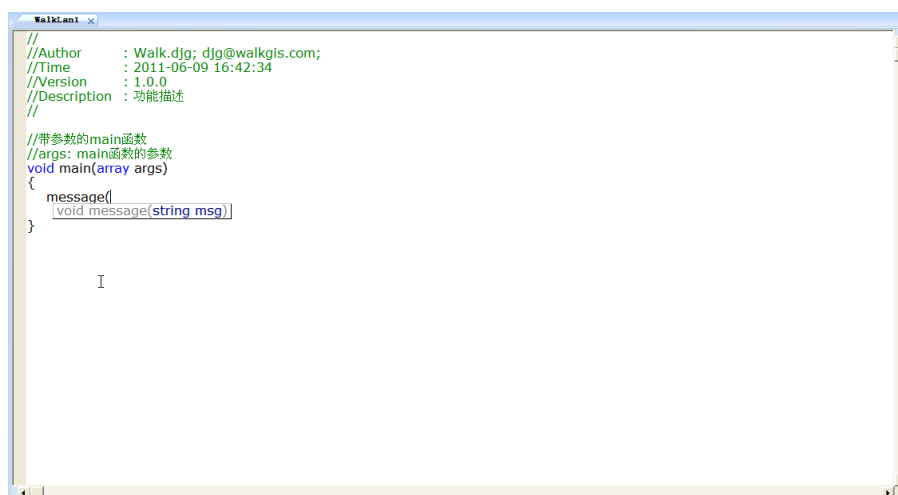 WalkLan1
//
//Author : Walk.djg; djg@walkgis.com;
//Time : 2011-06-09 16:42:34
//Version : 1.0.0
//Description : 功能描述
//
//带参数的main函数
//args: main函数的参数
void main(array args)
{
message(
void message(string msg)
}